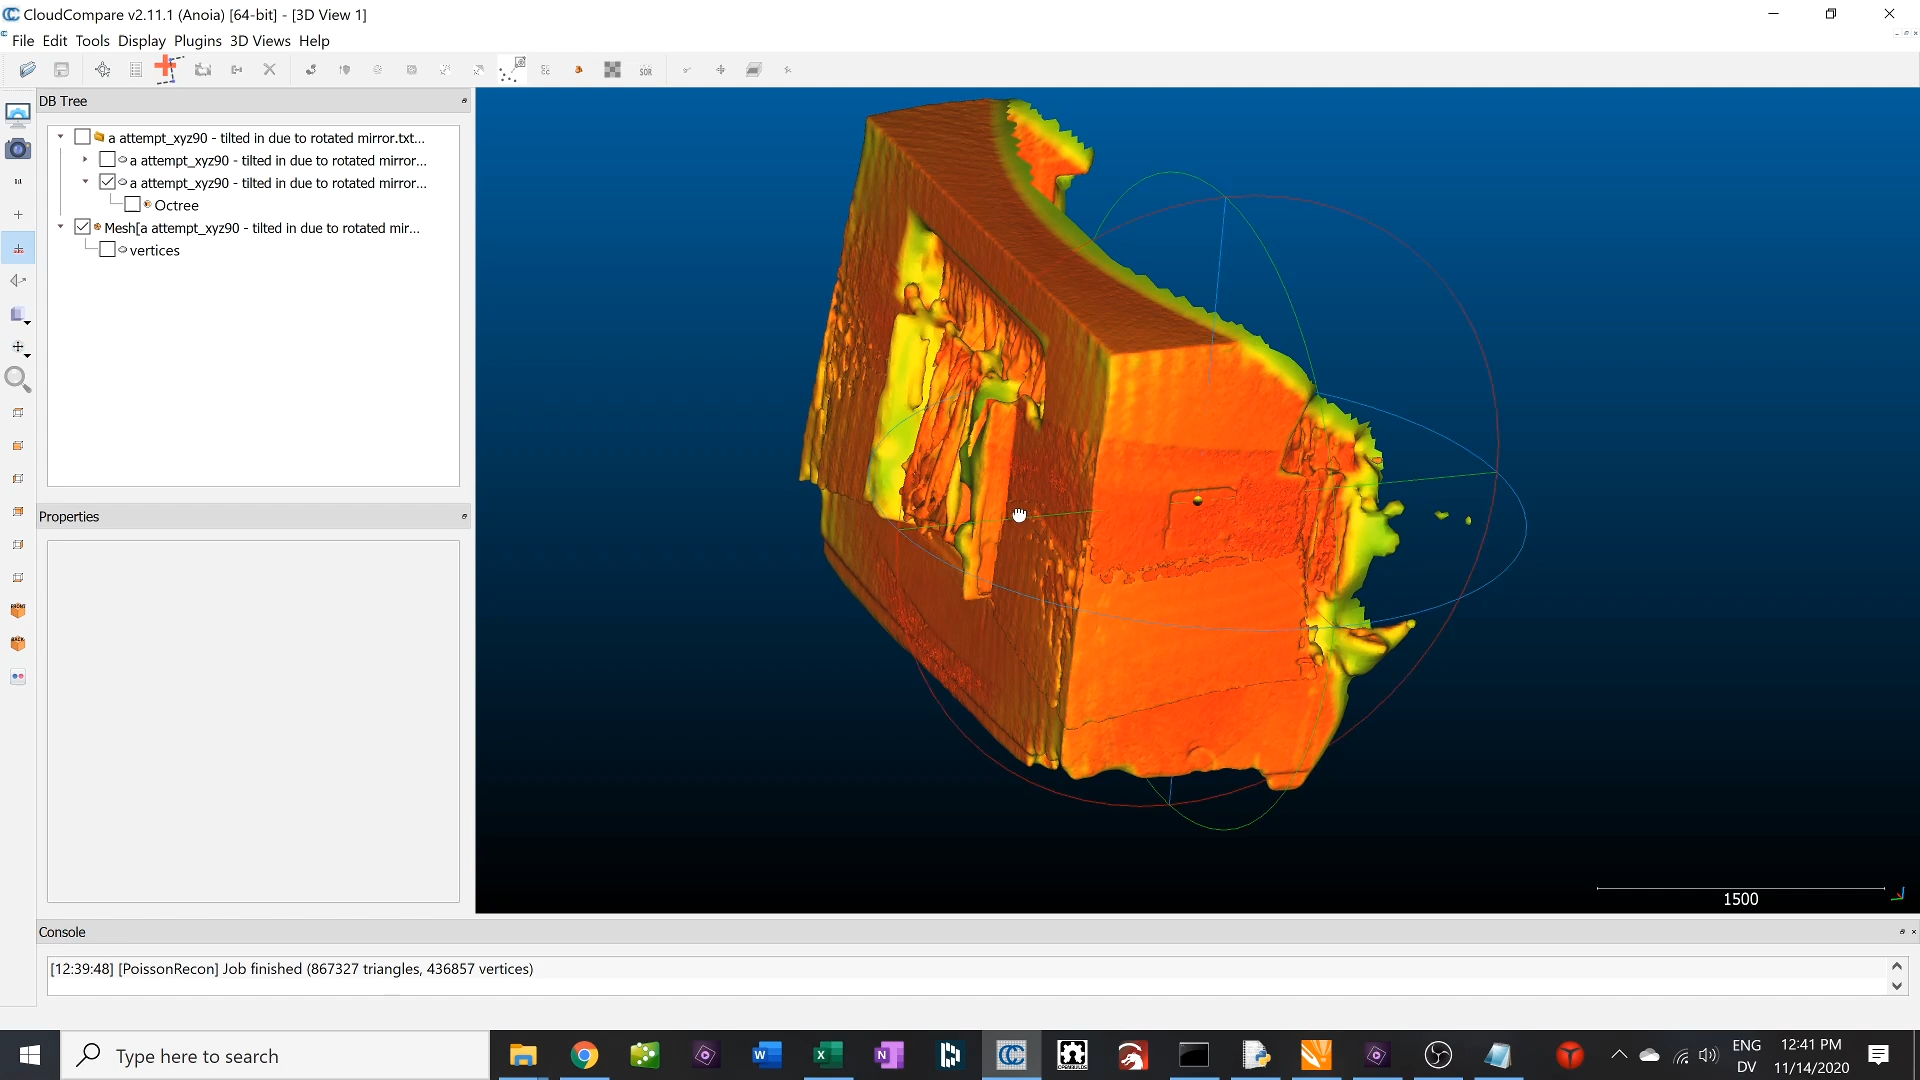 CloudCompare v2.11.1 (Anoia) [64-bit] - [3D View 1]
File Edit Tools Display Plugins 3D Views Help
SOR
DB Tree
a attempt_xyz90 - tilted in due to rotated mirror.txt...
a attempt_xyz90 - tilted in due to rotated mirror...
a attempt_xyz90 - tilted in due to rotated mirror...
Octree
Mesh[a attempt_xyz90 - tilted in due to rotated mir...
vertices
Properties
FRONT
BACK
1500
Console
[12:39:48] [PoissonRecon] Job finished (867327 triangles, 436857 vertices)
Type here to search
ENG
DV
12:41 PM
11/14/2020